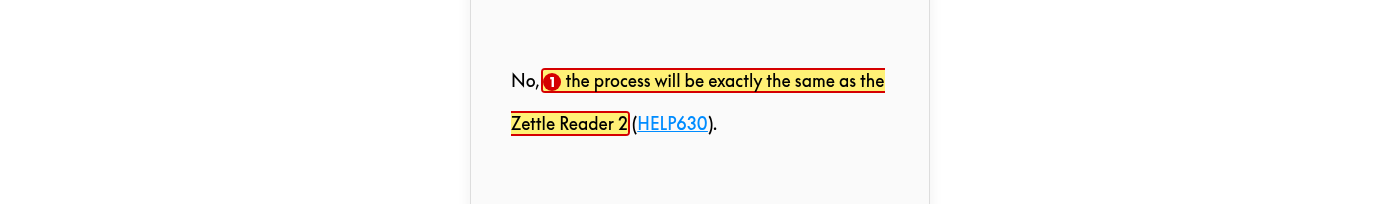 No, 1 the process will be exactly the same as the
Zettle Reader 2 (HELP630).